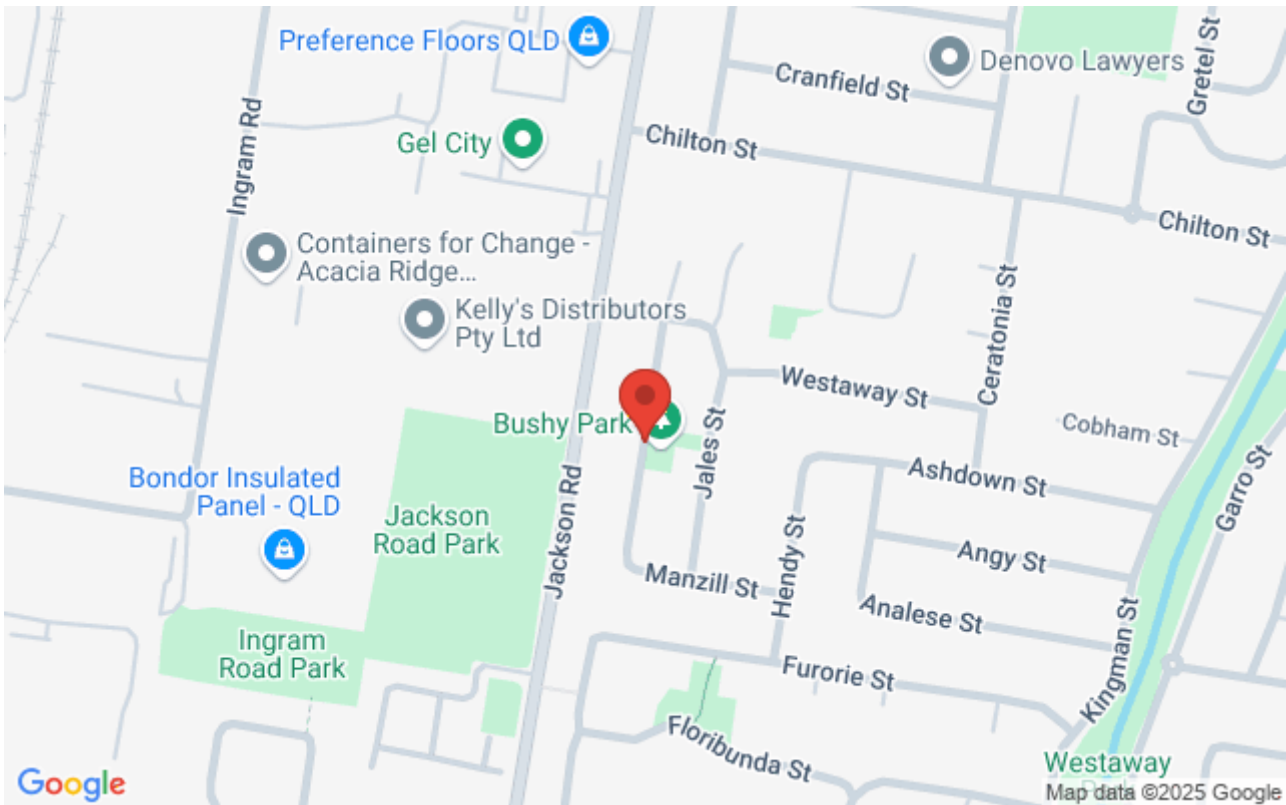 Preference Floors QLD
Denovo Lawyers
Gretel St
Cranfield St
Ingram Rd
Gel City
Chilton St
Chilton St
Containers for Change -
Acacia Ridge...
Kelly's Distributors
Pty Ltd
Ceratonia St
Westaway St
Bushy Park
Jales St
Cobham St
Ashdown St
Garro St
Bondor Insulated
Panel - QLD
Jackson
Road Park
Jackson Rd
Hendy St
Angy St
Manzill St
Analese St
Kingman St
Ingram
Road Park
Furorie St
Floribunda St
Westaway
Google
Map data ©2025 Google